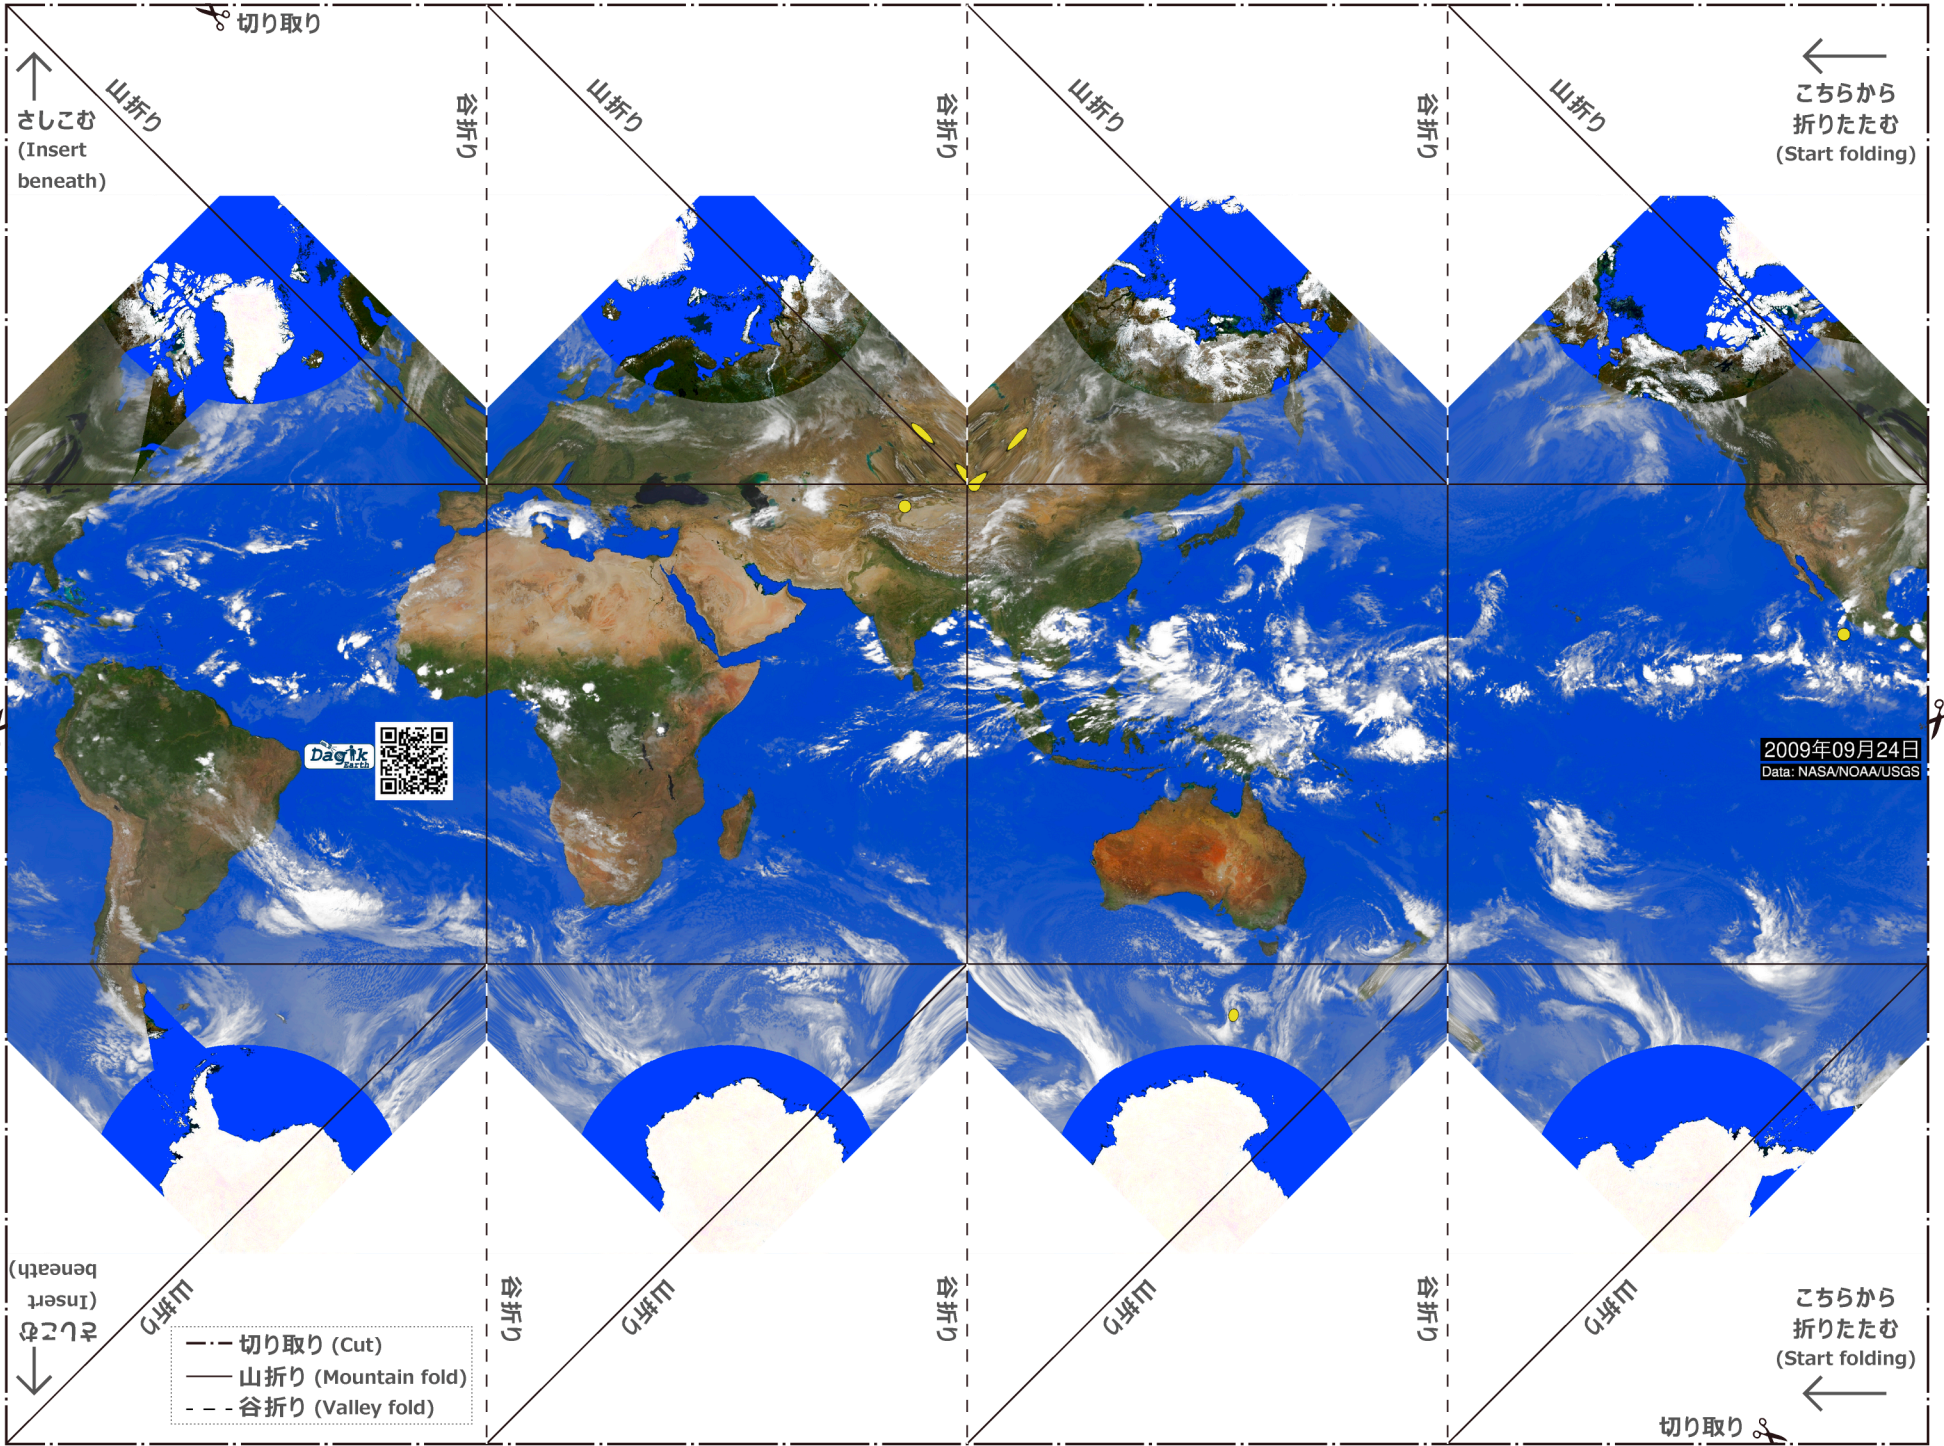 切り取り
山折り
谷折り
山折り
谷折り
山折り
谷折り
山折り
さしこむ
(Insert
beneath)
こちらから
折りたたむ
(Start folding)
Dagik
Earth
2009年09月24日
Data: NASA/NOAA/USGS
さしこむ
(Insert
beneath)
山折り
谷折り
山折り
谷折り
山折り
谷折り
山折り
こちらから
折りたたむ
(Start folding)
切り取り (Cut)
山折り (Mountain fold)
谷折り (Valley fold)
切り取り